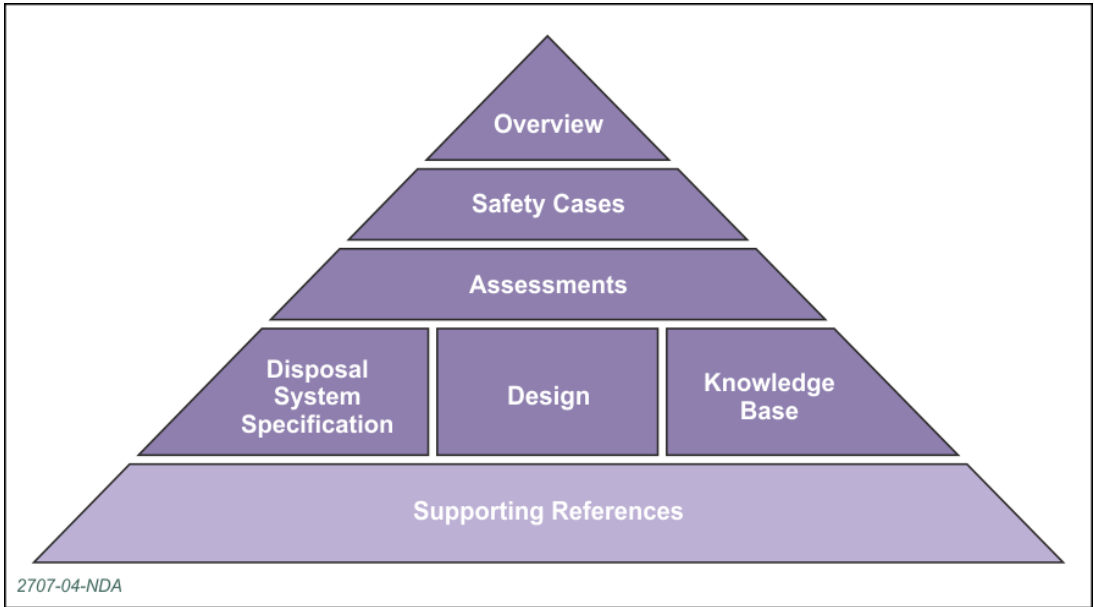 Overview
Safety Cases
Assessments
Disposal
System
Specification
Design
Knowledge
Base
Supporting References
2707-04-NDA